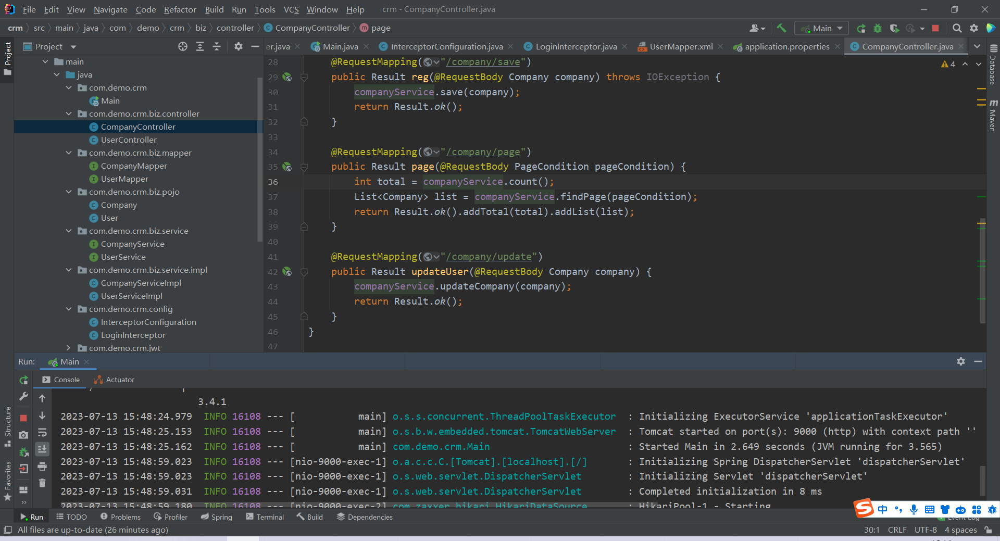 File Edit View Navigate Code Refactor Build Run Tools VCS Window Help crm - CompanyController.java
crm src main java com demo crm biz controller CompanyController page
Main
Project
er.java Main.java InterceptorConfiguration.java LoginInterceptor.java UserMapper.xml application.properties CompanyController.java
Project
main
java
com.demo.crm
Main
com.demo.crm.biz.controller
CompanyController
UserController
com.demo.crm.biz.mapper
CompanyMapper
UserMapper
com.demo.crm.biz.pojo
Company
User
com.demo.crm.biz.service
CompanyService
UserService
com.demo.crm.biz.service.impl
CompanyServiceImpl
UserServiceImpl
com.demo.crm.config
InterceptorConfiguration
LoginInterceptor
com.demo.crm.jwt
28 @RequestMapping("/company/save")
29 public Result reg(@RequestBody Company company) throws IOException {
30 companyService.save(company);
31 return Result.ok();
32 }
33
34 @RequestMapping("/company/page")
35 public Result page(@RequestBody PageCondition pageCondition) {
36 int total = companyService.count();
37 List<Company> list = companyService.findPage(pageCondition);
38 return Result.ok().addTotal(total).addList(list);
39 }
40
41 @RequestMapping("/company/update")
42 public Result updateUser(@RequestBody Company company) {
43 companyService.updateCompany(company);
44 return Result.ok();
45 }
46 }
47
4
Database
m Maven
Run: Main
Console Actuator
Structure
Favorites
3.4.1
2023-07-13 15:48:24.979 INFO 16108 --- [ main] o.s.s.concurrent.ThreadPoolTaskExecutor : Initializing ExecutorService 'applicationTaskExecutor'
2023-07-13 15:48:25.153 INFO 16108 --- [ main] o.s.b.w.embedded.tomcat.TomcatWebServer : Tomcat started on port(s): 9000 (http) with context path ''
2023-07-13 15:48:25.162 INFO 16108 --- [ main] com.demo.crm.Main : Started Main in 2.649 seconds (JVM running for 3.565)
2023-07-13 15:48:59.023 INFO 16108 --- [nio-9000-exec-1] o.a.c.c.C.[Tomcat].[localhost].[/] : Initializing Spring DispatcherServlet 'dispatcherServlet'
2023-07-13 15:48:59.023 INFO 16108 --- [nio-9000-exec-1] o.s.web.servlet.DispatcherServlet : Initializing Servlet 'dispatcherServlet'
2023-07-13 15:48:59.031 INFO 16108 --- [nio-9000-exec-1] o.s.web.servlet.DispatcherServlet : Completed initialization in 8 ms
2023-07-13 15:48:59.180 INFO 16108 --- [nio-9000-exec-2] com.zaxxer.hikari.HikariDataSource : HikariPool-1 - Starting
Run TODO Problems Profiler Spring Terminal Build Dependencies Event Log
S 中
All files are up-to-date (26 minutes ago) 30:1 CRLF UTF-8 4 spaces